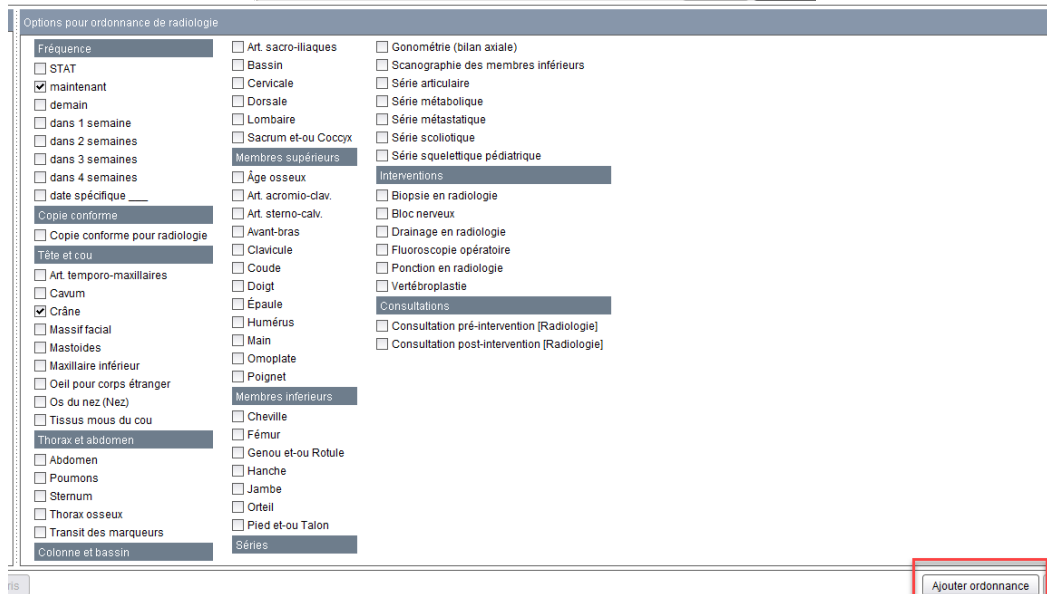 Options pour ordonnance de radiologie
Fréquence
STAT
maintenant
demain
dans 1 semaine
dans 2 semaines
dans 3 semaines
dans 4 semaines
date spécifique ___
Copie conforme
Copie conforme pour radiologie
Tête et cou
Art. temporo-maxillaires
Cavum
Crâne
Massif facial
Mastoides
Maxillaire inférieur
Oeil pour corps étranger
Os du nez (Nez)
Tissus mous du cou
Thorax et abdomen
Abdomen
Poumons
Sternum
Thorax osseux
Transit des marqueurs
Colonne et bassin
Art. sacro-iliaques
Bassin
Cervicale
Dorsale
Lombaire
Sacrum et-ou Coccyx
Membres supérieurs
Âge osseux
Art. acromio-clav.
Art. sterno-calv.
Avant-bras
Clavicule
Coude
Doigt
Épaule
Humérus
Main
Omoplate
Poignet
Membres inferieurs
Cheville
Fémur
Genou et-ou Rotule
Hanche
Jambe
Orteil
Pied et-ou Talon
Séries
Gonométrie (bilan axiale)
Scanographie des membres inférieurs
Série articulaire
Série métabolique
Série métastatique
Série scoliotique
Série squelettique pédiatrique
Interventions
Biopsie en radiologie
Bloc nerveux
Drainage en radiologie
Fluoroscopie opératoire
Ponction en radiologie
Vertébroplastie
Consultations
Consultation pré-intervention [Radiologie]
Consultation post-intervention [Radiologie]
Ajouter ordonnance